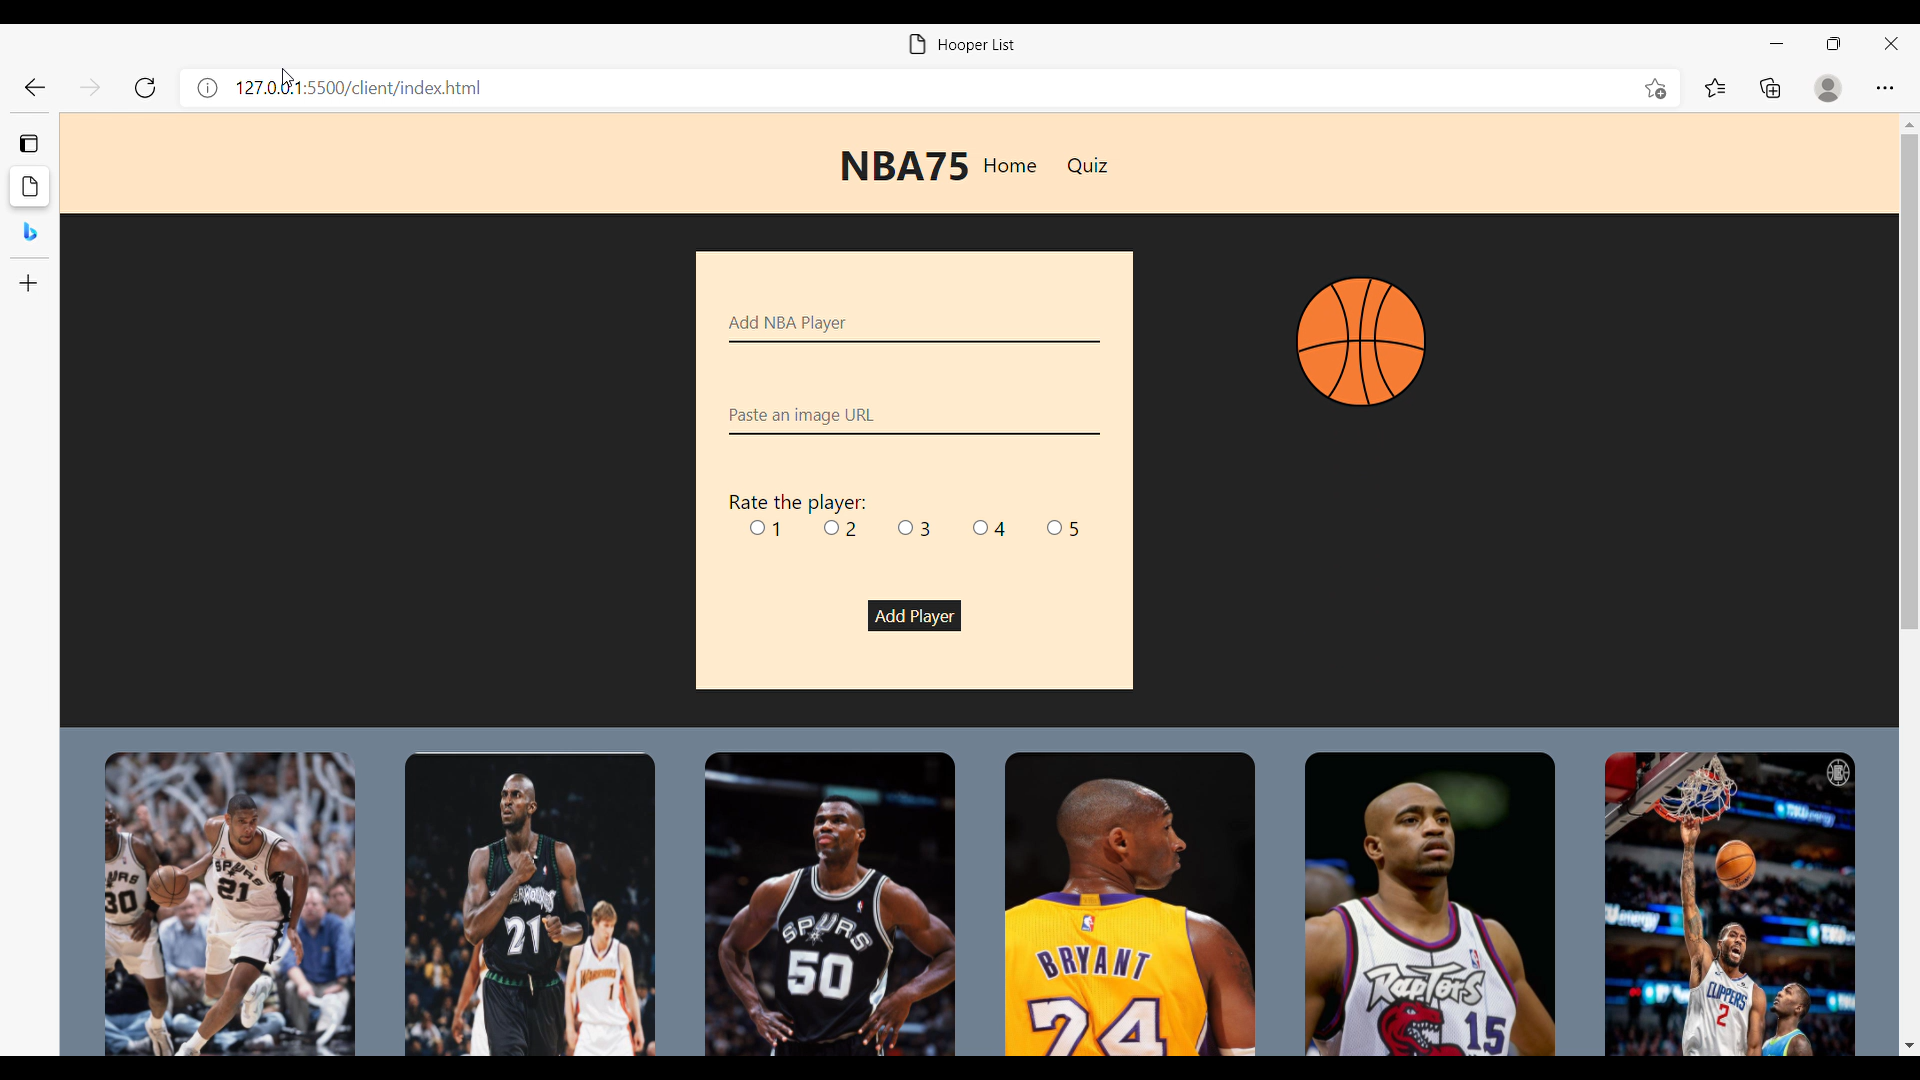 Hooper List
127.0.0.1:5500/client/index.html
NBA75 Home Quiz
Add NBA Player
Paste an image URL
Rate the player:
1 2 3 4 5
Add Player
SPURS
21
30
21
WARRIORS
1
SPURS
50
BRYANT
24
RAPTORS
15
CLIPPERS
2